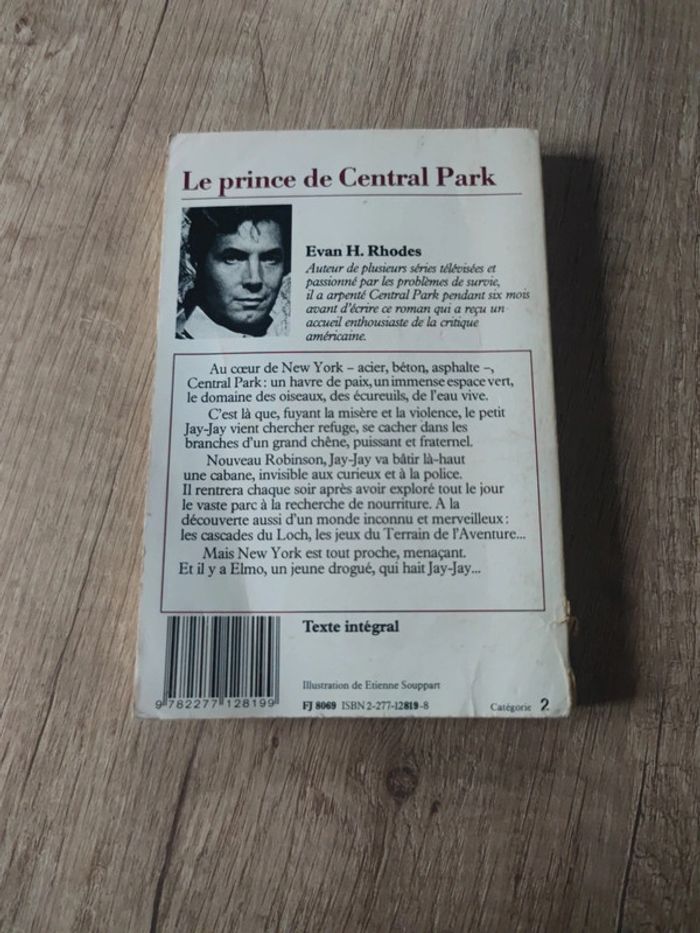 Le prince de Central Park
Evan H. Rhodes
Auteur de plusieurs séries télévisées et
passionné par les problèmes de survie,
il a arpenté Central Park pendant six mois
avant d'écrire ce roman qui a reçu un
accueil enthousiaste de la critique
américaine.
Au cœur de New York – acier, béton, asphalte –,
Central Park : un havre de paix, un immense espace vert,
le domaine des oiseaux, des écureuils, de l'eau vive.
C'est là que, fuyant la misère et la violence, le petit
Jay-Jay vient chercher refuge, se cacher dans les
branches d'un grand chêne, puissant et fraternel.
Nouveau Robinson, Jay-Jay va bâtir là-haut
une cabane, invisible aux curieux et à la police.
Il rentrera chaque soir après avoir exploré tout le jour
le vaste parc à la recherche de nourriture. A la
découverte aussi d'un monde inconnu et merveilleux :
les cascades du Loch, les jeux du Terrain de l'Aventure...
Mais New York est tout proche, menaçant.
Et il y a Elmo, un jeune drogué, qui hait Jay-Jay...
Texte intégral
Illustration de Etienne Souppart
9 782277 128199
FJ 8069 ISBN 2-277-12819-8
Catégorie 2